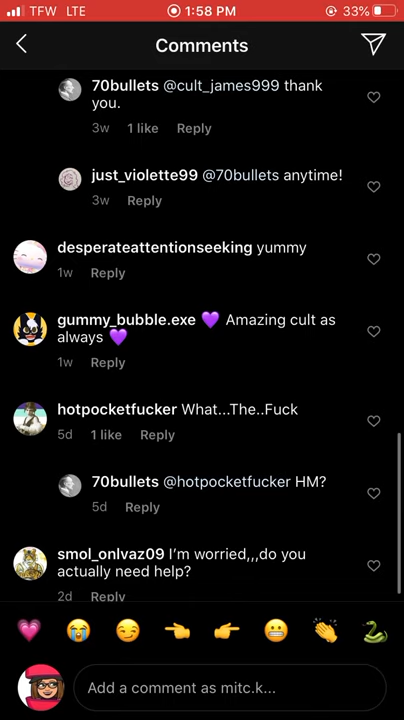 TFW LTE 1:58 PM 33%
Comments
70bullets @cult_james999 thank
you.
3w 1 like Reply
just_violette99 @70bullets anytime!
3w Reply
desperateattentionseeking yummy
1w Reply
gummy_bubble.exe 💜 Amazing cult as
always 💜
1w Reply
hotpocketfucker What...The..Fuck
5d 1 like Reply
70bullets @hotpocketfucker HM?
5d Reply
smol_onlvaz09 I'm worried,,,do you
actually need help?
2d Reply
Add a comment as mitc.k...